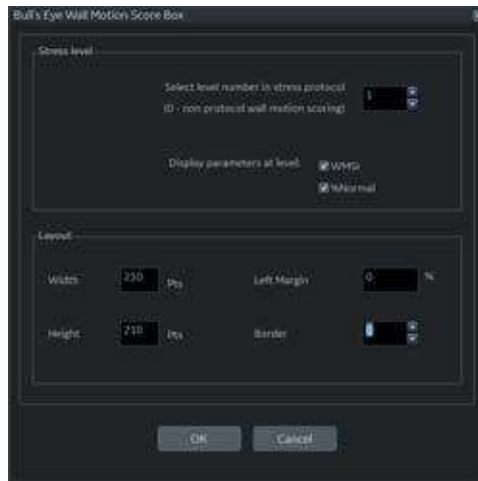 Bull's Eye Wall Motion Score Box
Stress level
Select level number in stress protocol
(0 - non protocol wall motion scoring)
1
Display parameters at level:
WMSI
%Normal
Layout
Width 230 Pts Left Margin 0 %
Height 210 Pts Border 0
OK Cancel